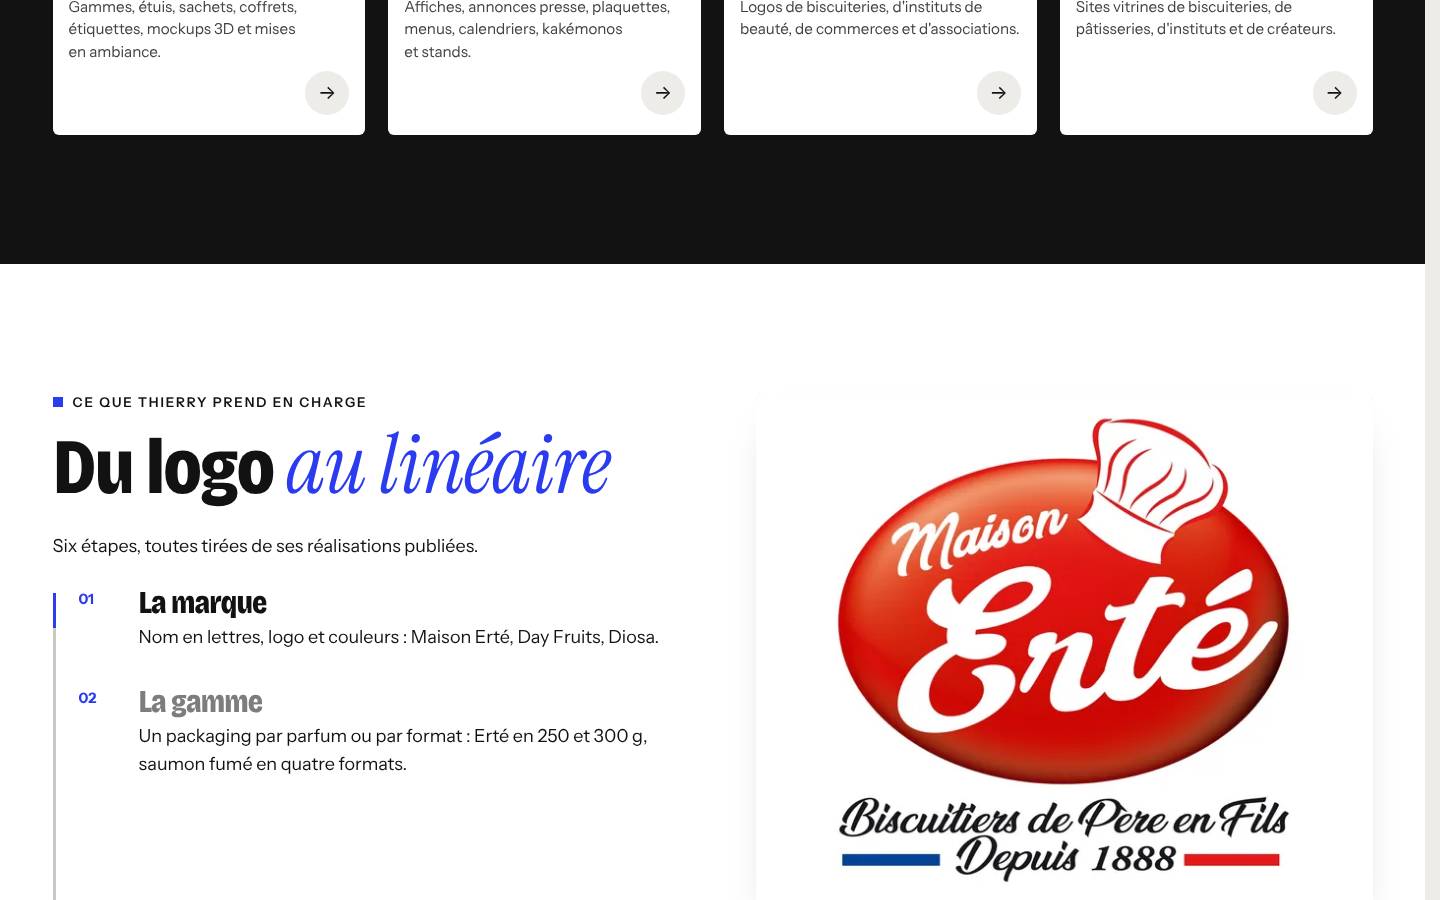 Gammes, étuis, sachets, coffrets,
étiquettes, mockups 3D et mises
en ambiance.
→
Affiches, annonces presse, plaquettes,
menus, calendriers, kakémonos
et stands.
→
Logos de biscuiteries, d'instituts de
beauté, de commerces et d'associations.
→
Sites vitrines de biscuiteries, de
pâtisseries, d'instituts et de créateurs.
→
CE QUE THIERRY PREND EN CHARGE
Du logo au linéaire
Six étapes, toutes tirées de ses réalisations publiées.
01
La marque
Nom en lettres, logo et couleurs : Maison Erté, Day Fruits, Diosa.
02
La gamme
Un packaging par parfum ou par format : Erté en 250 et 300 g,
saumon fumé en quatre formats.
Maison
Erté
Biscuitiers de Père en Fils
Depuis 1888